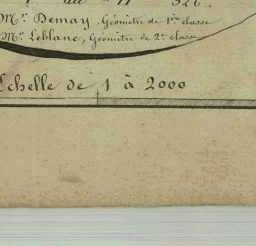 Mr. Demay, Géomètre de 1re classe
Mr. Leblanc, Géomètre de 2e classe
Echelle de 1 à 2000